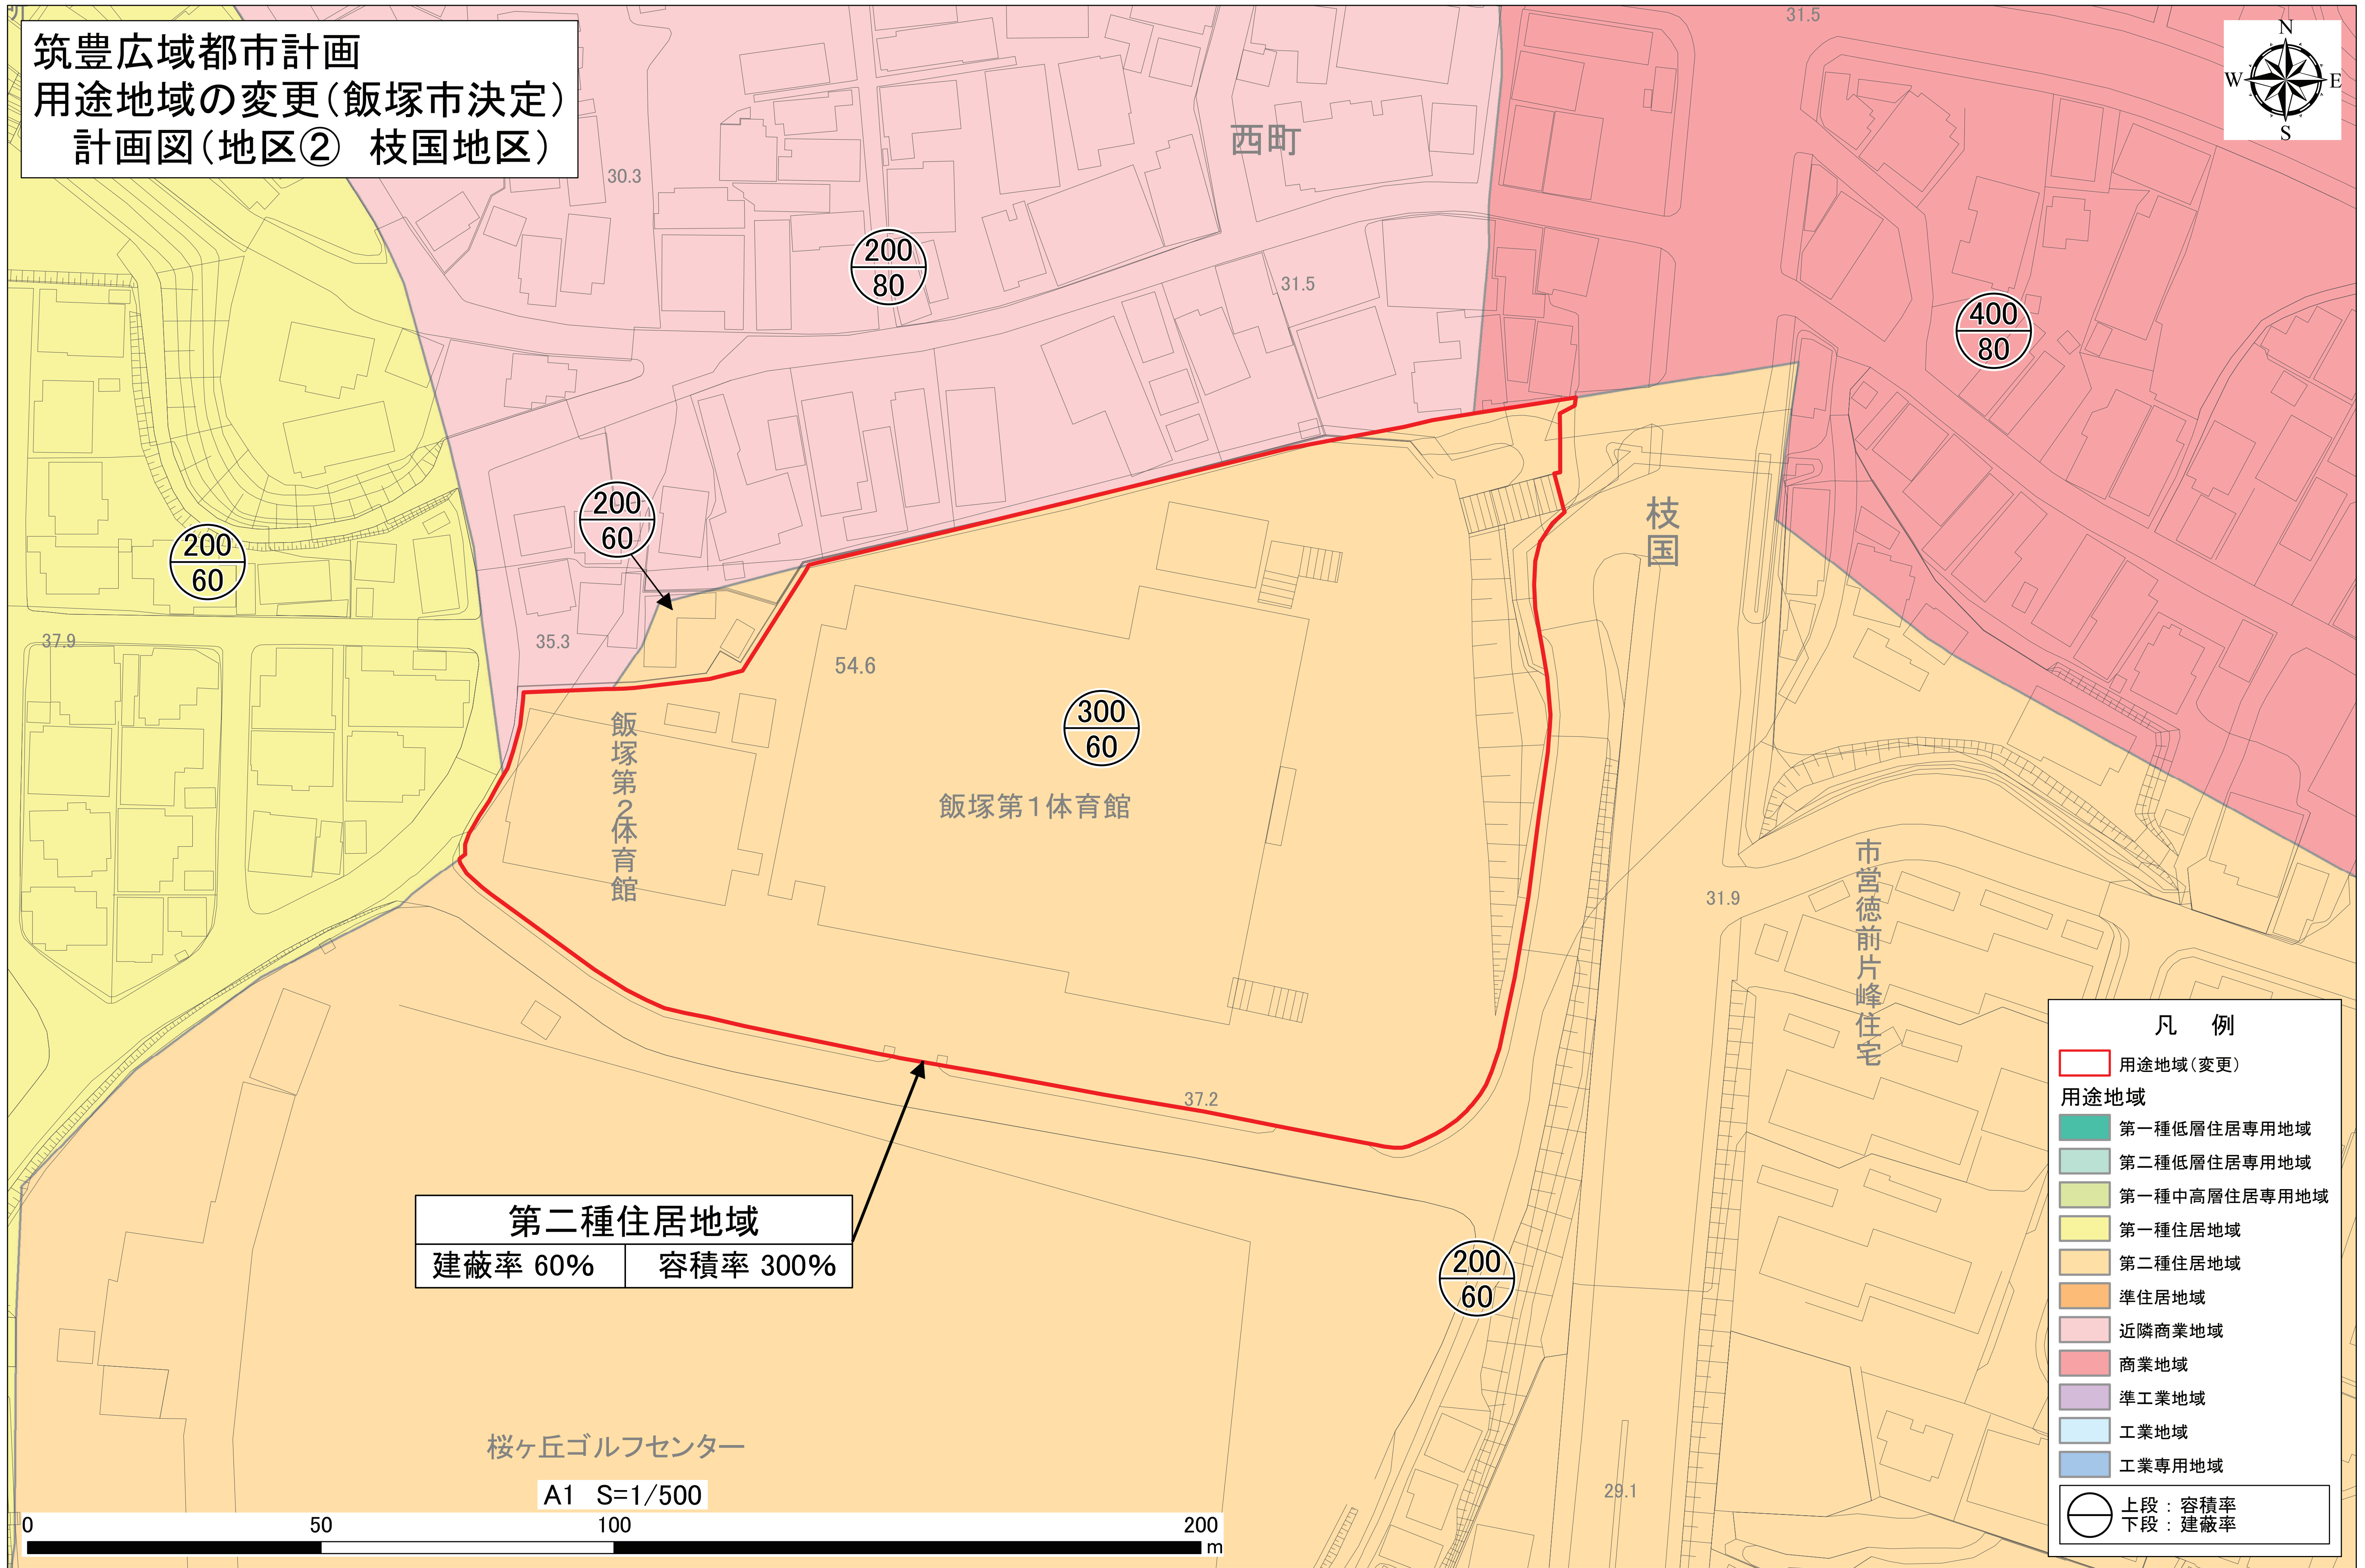 筑豊広域都市計画
用途地域の変更（飯塚市決定）
計画図（地区②　枝国地区）
31.5
N
W
E
S
西町
30.3
200
80
31.5
400
80
200
60
200
60
枝国
37.9
35.3
54.6
飯塚第２体育館
300
60
飯塚第１体育館
31.9
市営徳前片峰住宅
37.2
第二種住居地域
建蔽率 60%
容積率 300%
200
60
桜ヶ丘ゴルフセンター
29.1
A1　S=1/500
0
50
100
200
m
凡　例
用途地域（変更）
用途地域
第一種低層住居専用地域
第二種低層住居専用地域
第一種中高層住居専用地域
第一種住居地域
第二種住居地域
準住居地域
近隣商業地域
商業地域
準工業地域
工業地域
工業専用地域
上段：容積率
下段：建蔽率